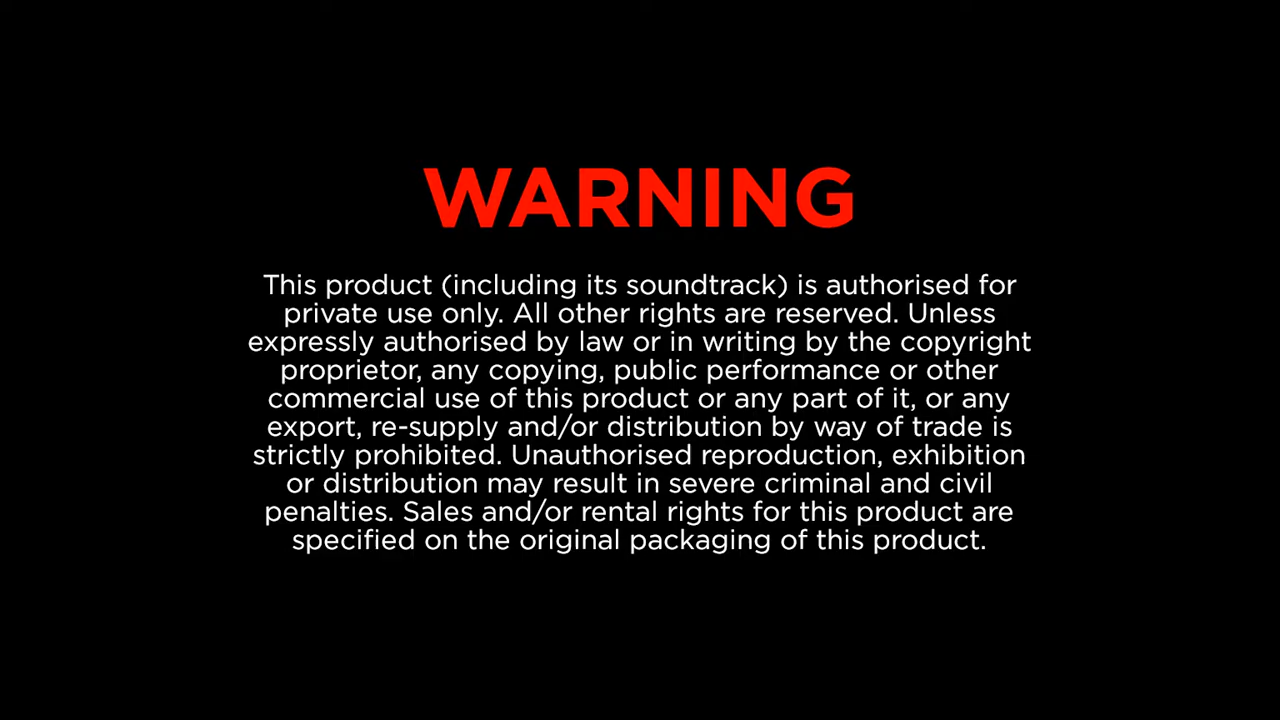 WARNING
This product (including its soundtrack) is authorised for
private use only. All other rights are reserved. Unless
expressly authorised by law or in writing by the copyright
proprietor, any copying, public performance or other
commercial use of this product or any part of it, or any
export, re-supply and/or distribution by way of trade is
strictly prohibited. Unauthorised reproduction, exhibition
or distribution may result in severe criminal and civil
penalties. Sales and/or rental rights for this product are
specified on the original packaging of this product.